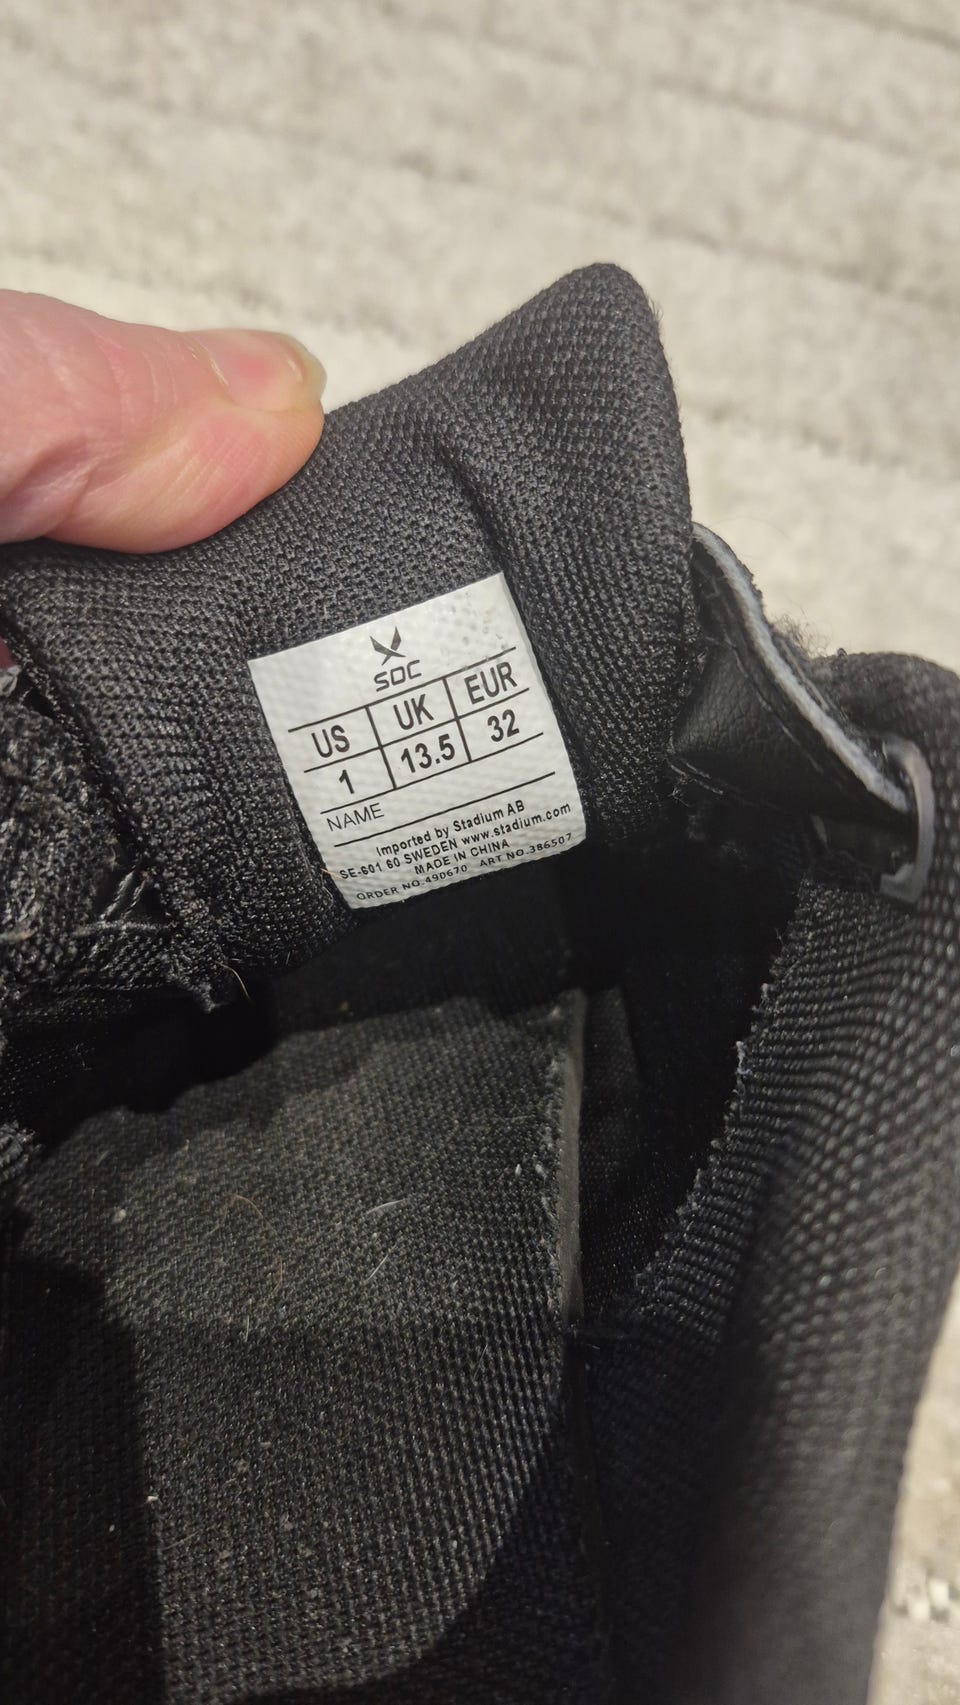 SOC
US UK EUR
1 13.5 32
NAME
Imported by Stadium AB
SE-601 60 SWEDEN www.stadium.com
MADE IN CHINA
ORDER NO.490670 ART NO.386507